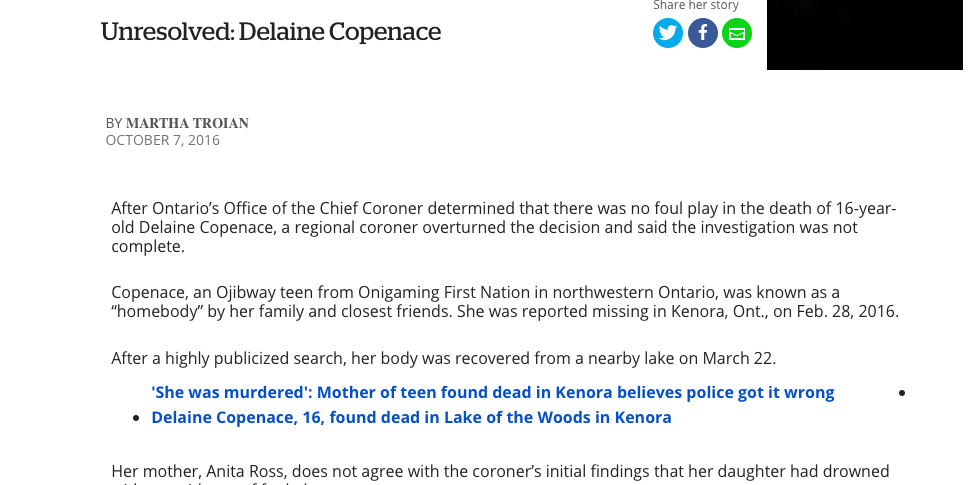 Share her story
Unresolved: Delaine Copenace
BY MARTHA TROIAN
OCTOBER 7, 2016
After Ontario’s Office of the Chief Coroner determined that there was no foul play in the death of 16-year-
old Delaine Copenace, a regional coroner overturned the decision and said the investigation was not
complete.
Copenace, an Ojibway teen from Onigaming First Nation in northwestern Ontario, was known as a
“homebody” by her family and closest friends. She was reported missing in Kenora, Ont., on Feb. 28, 2016.
After a highly publicized search, her body was recovered from a nearby lake on March 22.
'She was murdered': Mother of teen found dead in Kenora believes police got it wrong
Delaine Copenace, 16, found dead in Lake of the Woods in Kenora
Her mother, Anita Ross, does not agree with the coroner’s initial findings that her daughter had drowned